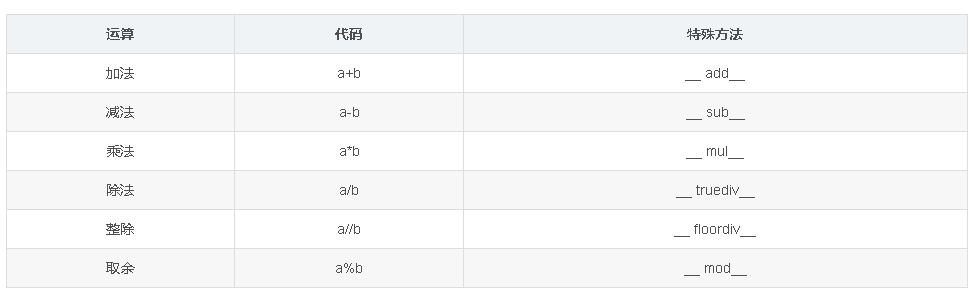 运算 代码 特殊方法
加法 a+b __ add__
减法 a-b __ sub__
乘法 a*b __ mul__
除法 a/b __ truediv__
整除 a//b __ floordiv__
取余 a%b __ mod__